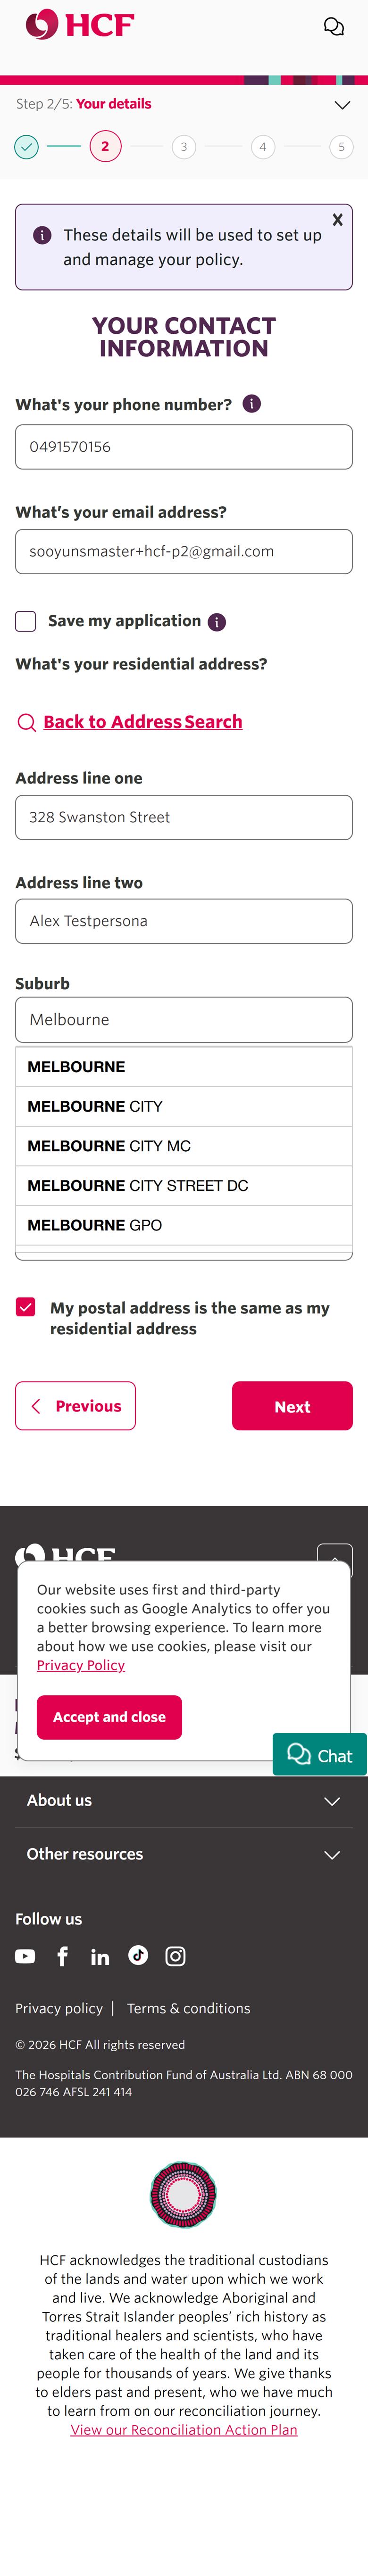 HCF
Step 2/5: Your details
2
3
4
5
These details will be used to set up
and manage your policy.
X
YOUR CONTACT
INFORMATION
What's your phone number?
0491570156
What's your email address?
sooyunsmaster+hcf-p2@gmail.com
Save my application
What's your residential address?
Back to Address Search
Address line one
328 Swanston Street
Address line two
Alex Testpersona
Suburb
Melbourne
MELBOURNE
MELBOURNE CITY
MELBOURNE CITY MC
MELBOURNE CITY STREET DC
MELBOURNE GPO
My postal address is the same as my
residential address
Previous
Next
HCF
Our website uses first and third-party
cookies such as Google Analytics to offer you
a better browsing experience. To learn more
about how we use cookies, please visit our
Privacy Policy
Accept and close
Chat
About us
Other resources
Follow us
Privacy policy | Terms & conditions
© 2026 HCF All rights reserved
The Hospitals Contribution Fund of Australia Ltd. ABN 68 000
026 746 AFSL 241 414
HCF acknowledges the traditional custodians
of the lands and water upon which we work
and live. We acknowledge Aboriginal and
Torres Strait Islander peoples' rich history as
traditional healers and scientists, who have
taken care of the health of the land and its
people for thousands of years. We give thanks
to elders past and present, who we have much
to learn from on our reconciliation journey.
View our Reconciliation Action Plan